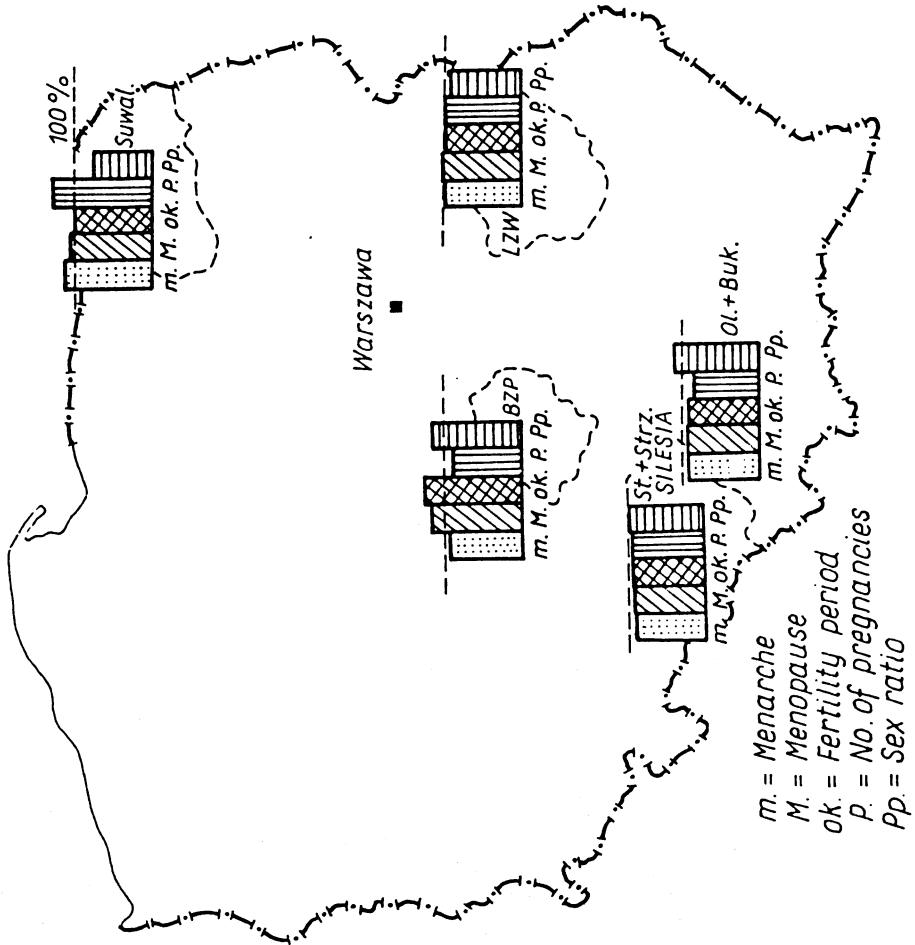 100%
Suwal.
m. M. ok. P. Pp.
m. M. ok. P. Pp.
LZW
Warszawa
BZP
m. M. ok. P. Pp.
St.+Strz.
SILESIA
m. M. ok. P. Pp.
Ol.+Buk.
m. M. ok. P. Pp.
m. = Menarche
M. = Menopause
ok. = Fertility period
P. = No. of pregnancies
Pp. = Sex ratio